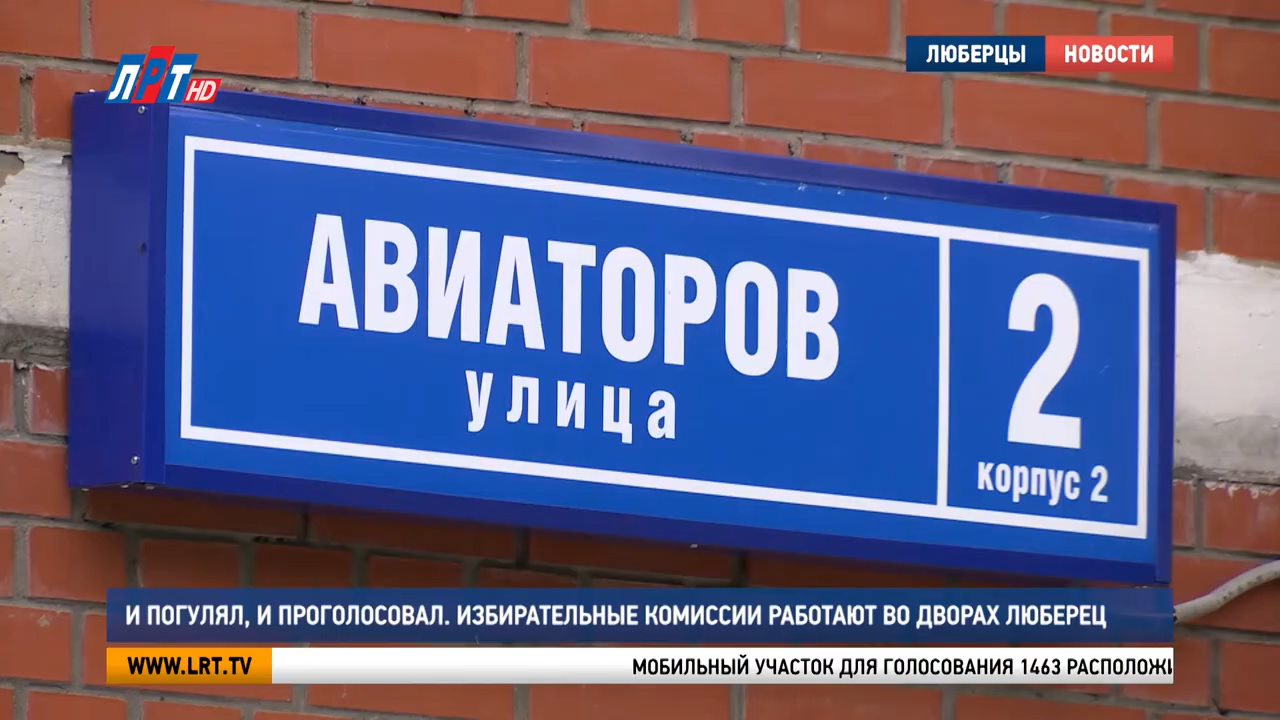 ЛРТ HD
ЛЮБЕРЦЫ НОВОСТИ
АВИАТОРОВ
улица
2
корпус 2
И ПОГУЛЯЛ, И ПРОГОЛОСОВАЛ. ИЗБИРАТЕЛЬНЫЕ КОМИССИИ РАБОТАЮТ ВО ДВОРАХ ЛЮБЕРЕЦ
WWW.LRT.TV
МОБИЛЬНЫЙ УЧАСТОК ДЛЯ ГОЛОСОВАНИЯ 1463 РАСПОЛОЖИ